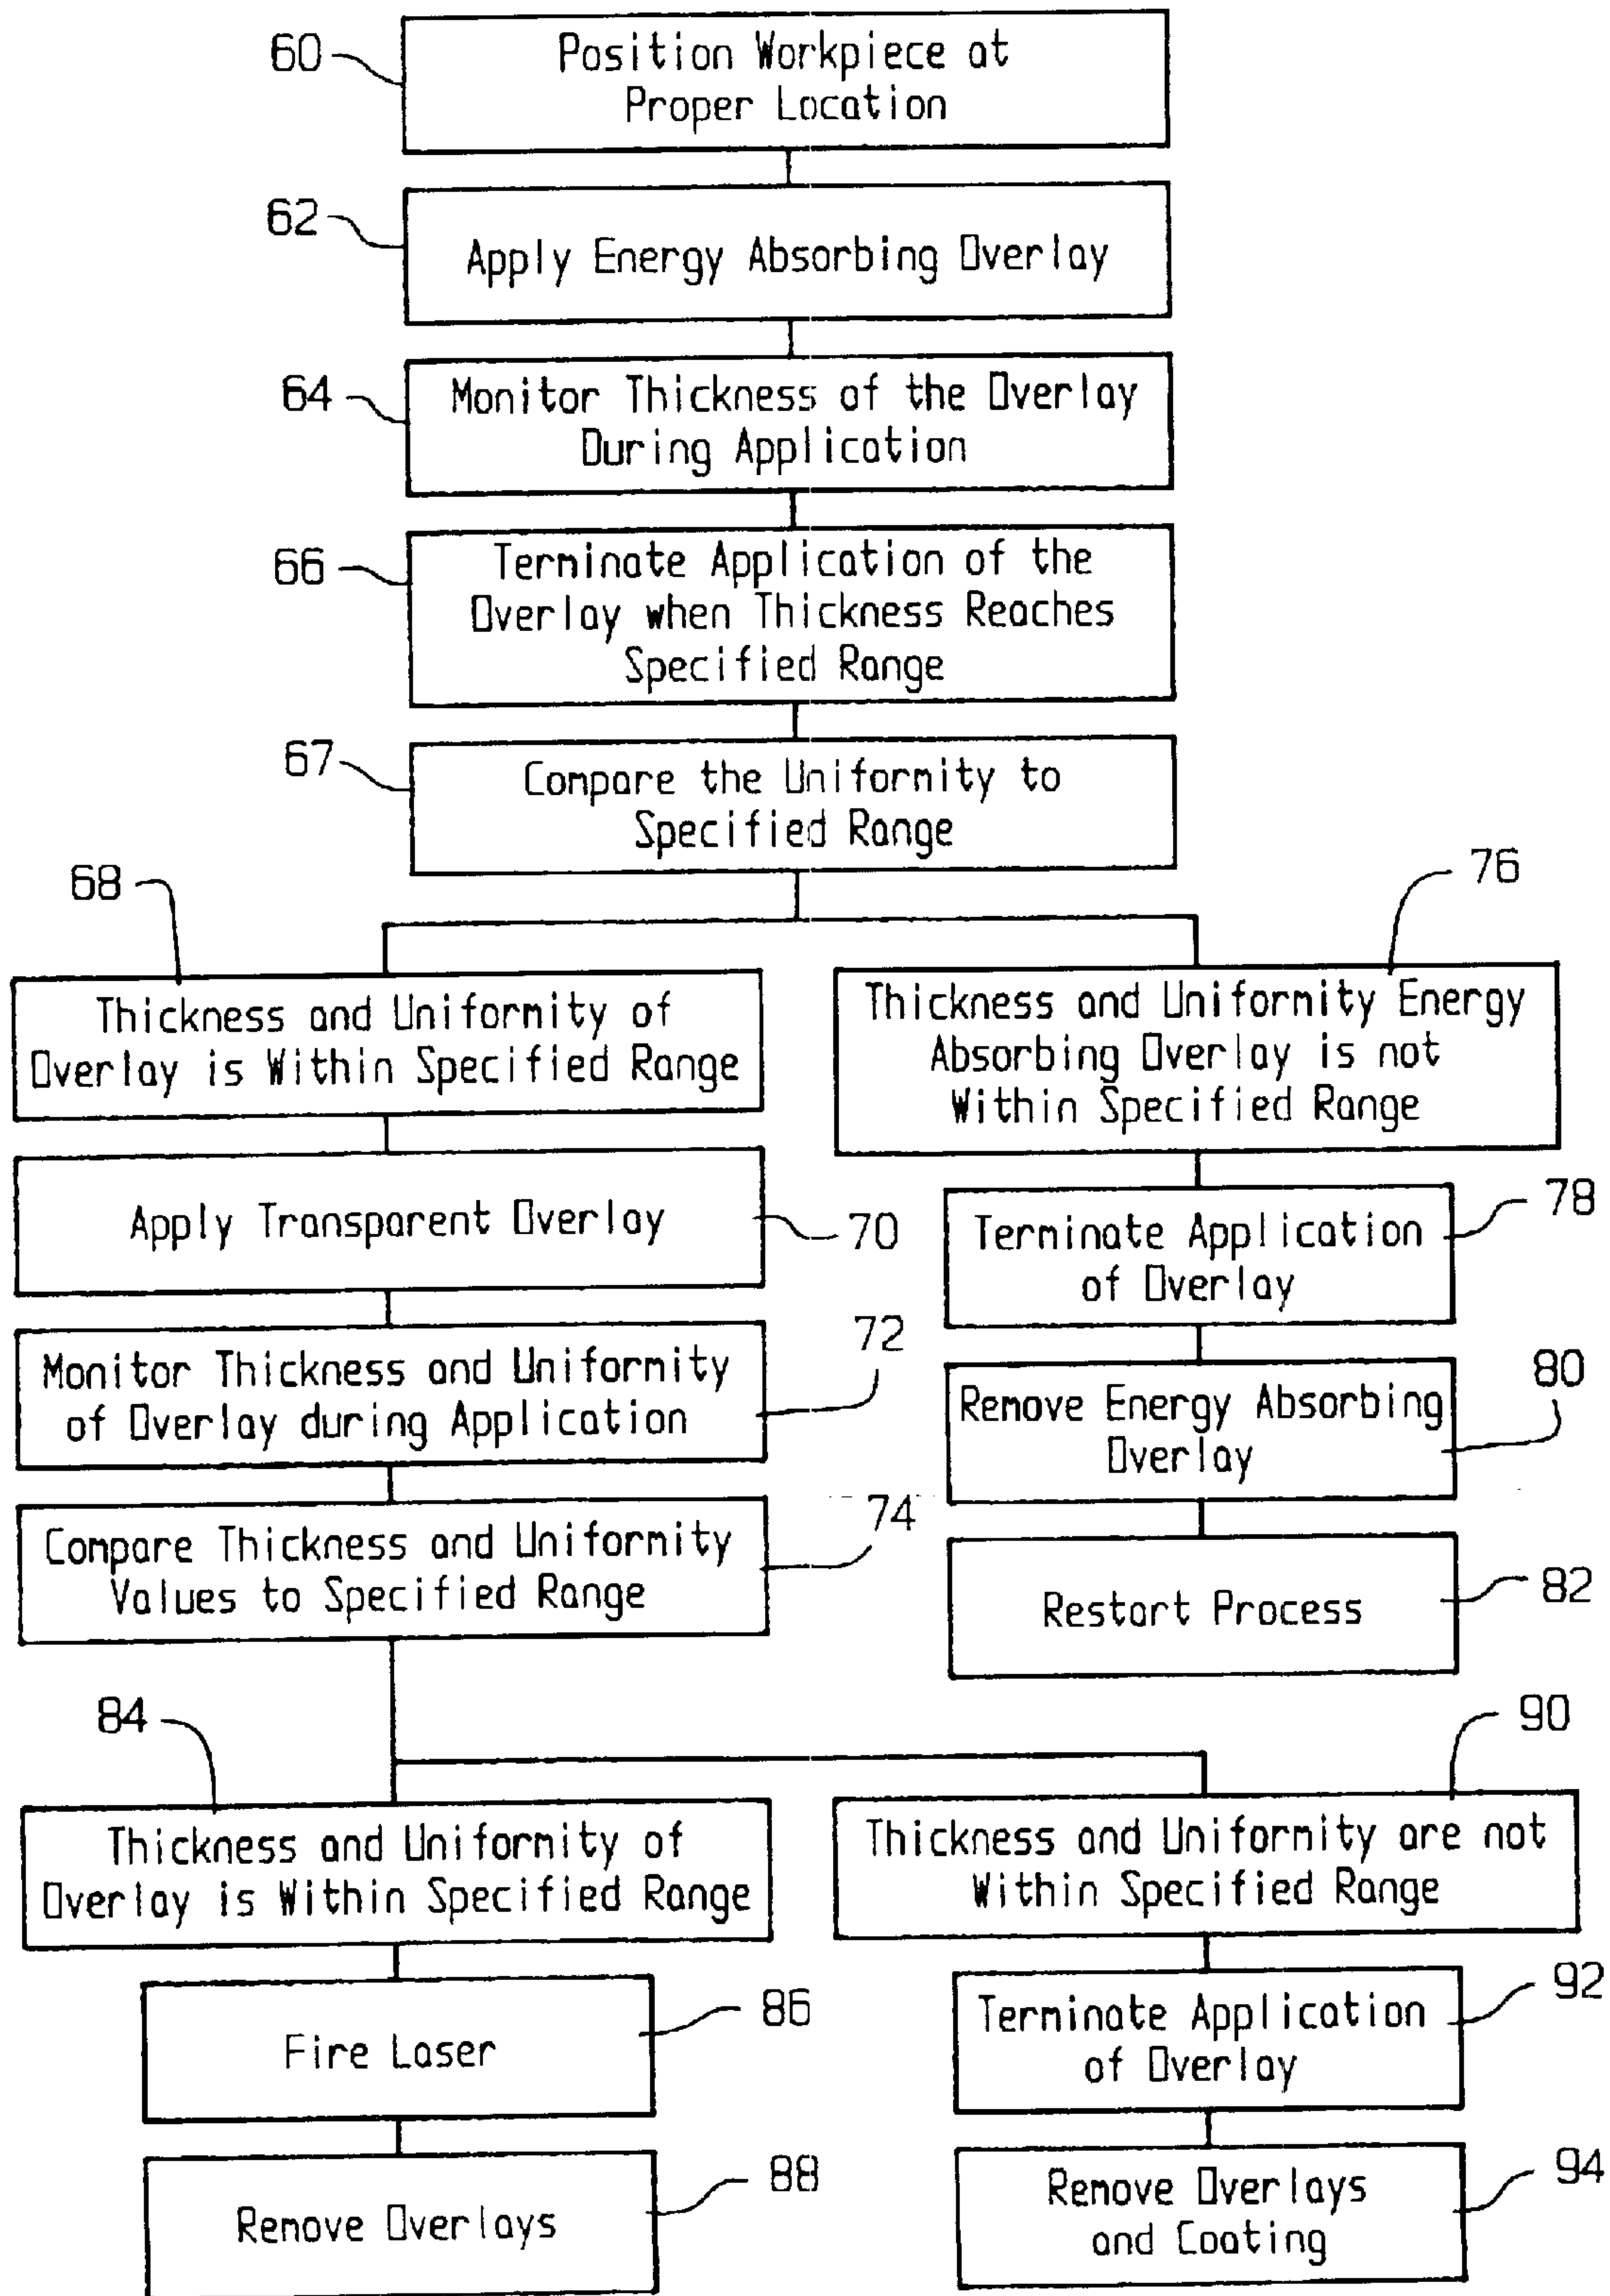 60
Position Workpiece at
Proper Location
62
Apply Energy Absorbing Overlay
64
Monitor Thickness of the Overlay
During Application
66
Terminate Application of the
Overlay when Thickness Reaches
Specified Range
67
Compare the Uniformity to
Specified Range
68
Thickness and Uniformity of
Overlay is Within Specified Range
76
Thickness and Uniformity Energy
Absorbing Overlay is not
Within Specified Range
Apply Transparent Overlay
70
Terminate Application
of Overlay
78
Monitor Thickness and Uniformity
of Overlay during Application
72
Remove Energy Absorbing
Overlay
80
Compare Thickness and Uniformity
Values to Specified Range
74
Restart Process
82
84
Thickness and Uniformity of
Overlay is Within Specified Range
90
Thickness and Uniformity are not
Within Specified Range
Fire Laser
86
Terminate Application
of Overlay
92
Remove Overlays
88
Remove Overlays
and Coating
94